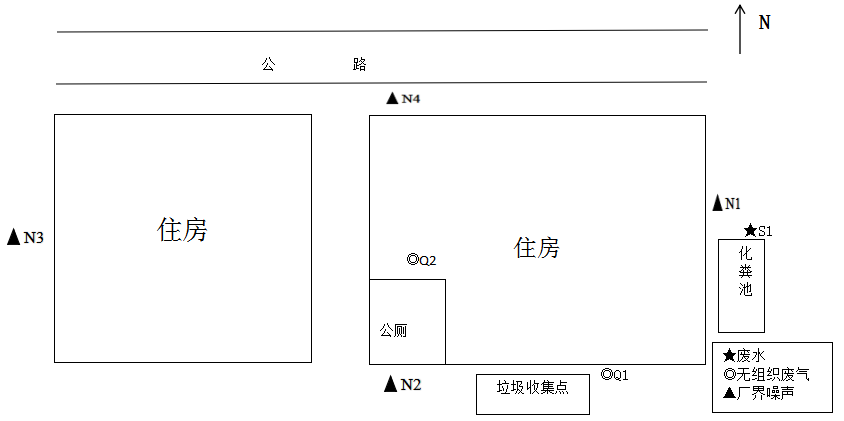 N
公 路
▲N4
住房
住房
▲N1
▲N3
★S1
◎Q2
化
粪
池
公厕
★废水
◎无组织废气
▲厂界噪声
◎Q1
▲N2
垃圾收集点